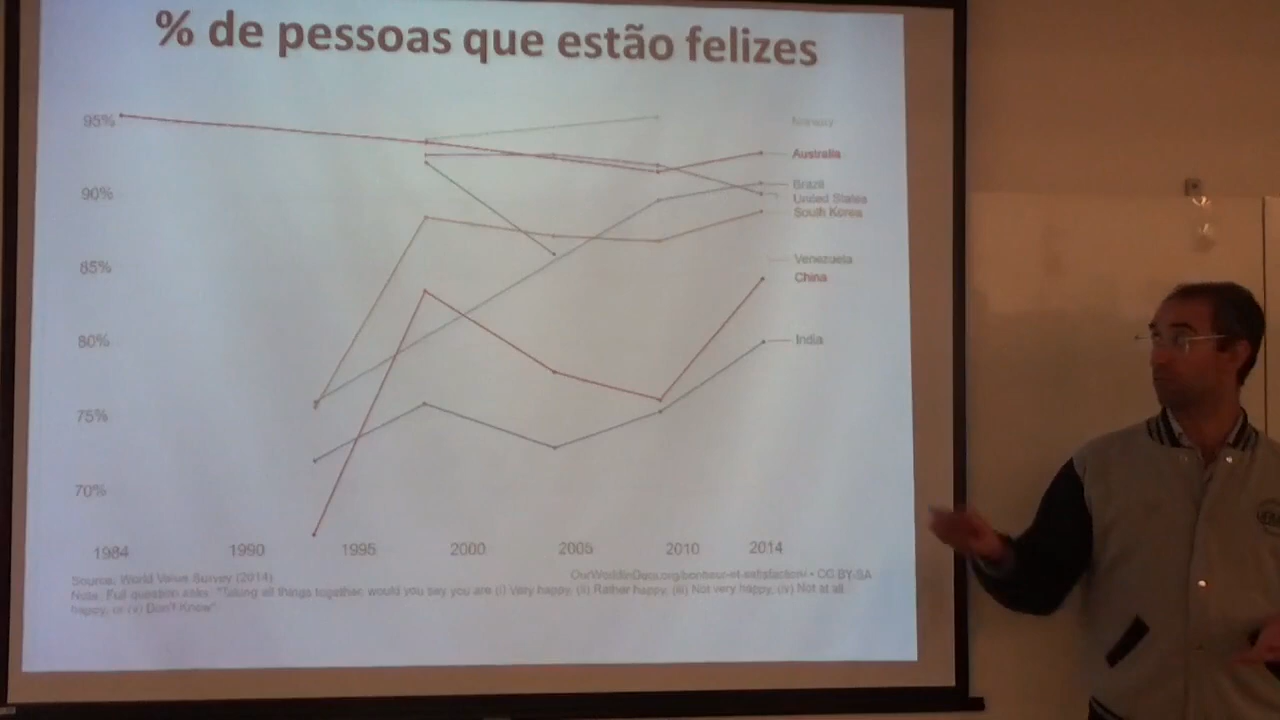 % de pessoas que estão felizes
95%
Norway
Australia
Brazil
90%
United States
South Korea
85%
Venezuela
China
80%
India
75%
70%
1984 1990 1995 2000 2005 2010 2014
Source: World Value Survey (2014)
OurWorldInData.org/ • CC BY-SA
Note: Full question asks: "Taking all things together, would you say you are (i) Very happy, (ii) Rather happy, (iii) Not very happy, (iv) Not at all
happy, or (v) Don't Know"